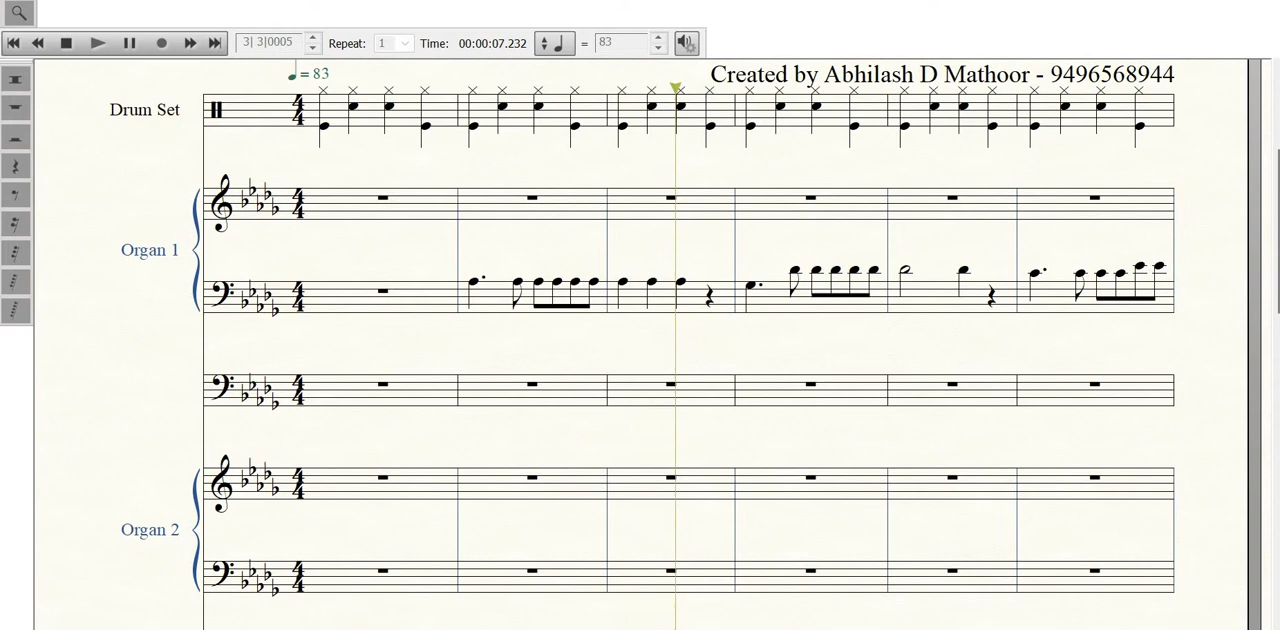 3| 3|0005 Repeat: 1 Time: 00:00:07.232 = 83
= 83
Created by Abhilash D Mathoor - 9496568944
Drum Set
Organ 1
Organ 2